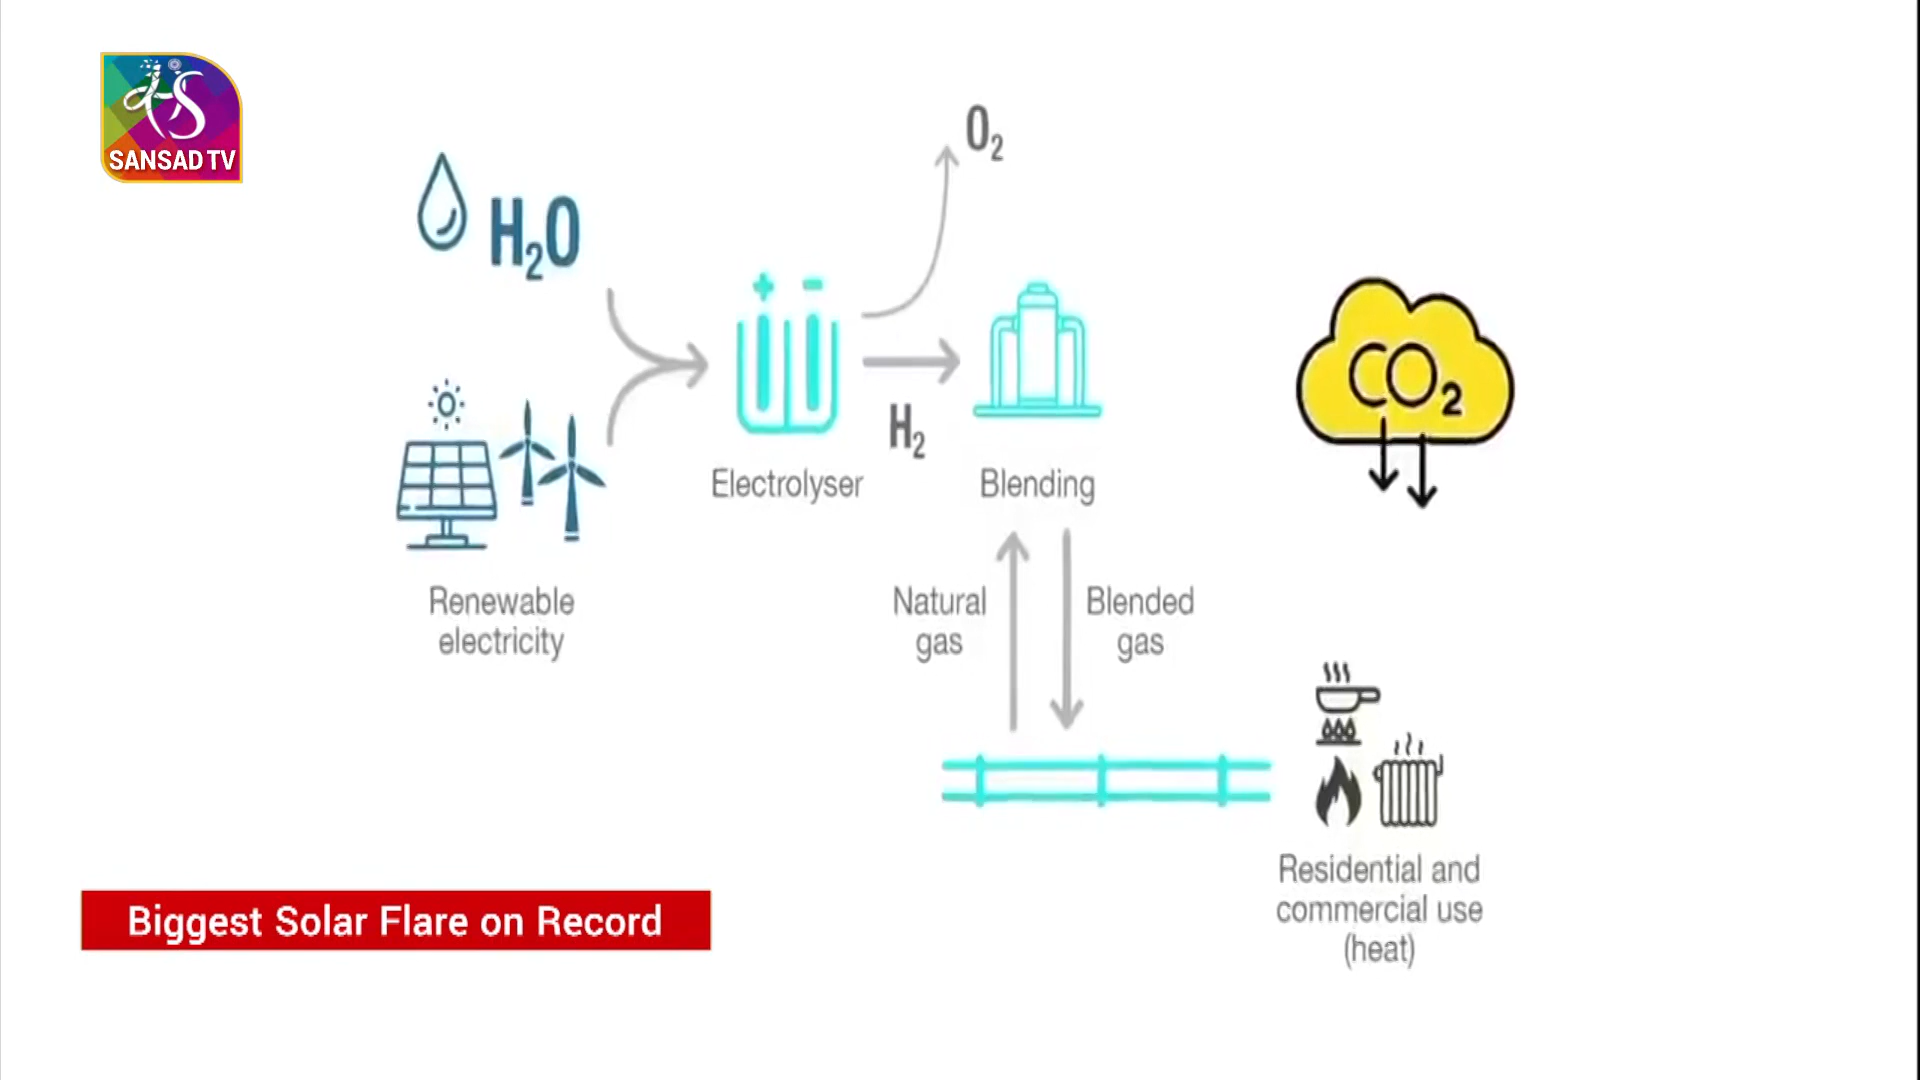 SANSAD TV
O₂
H₂O
+ -
CO₂
H₂
Electrolyser
Blending
Renewable
electricity
Natural
gas
Blended
gas
Residential and
commercial use
(heat)
Biggest Solar Flare on Record